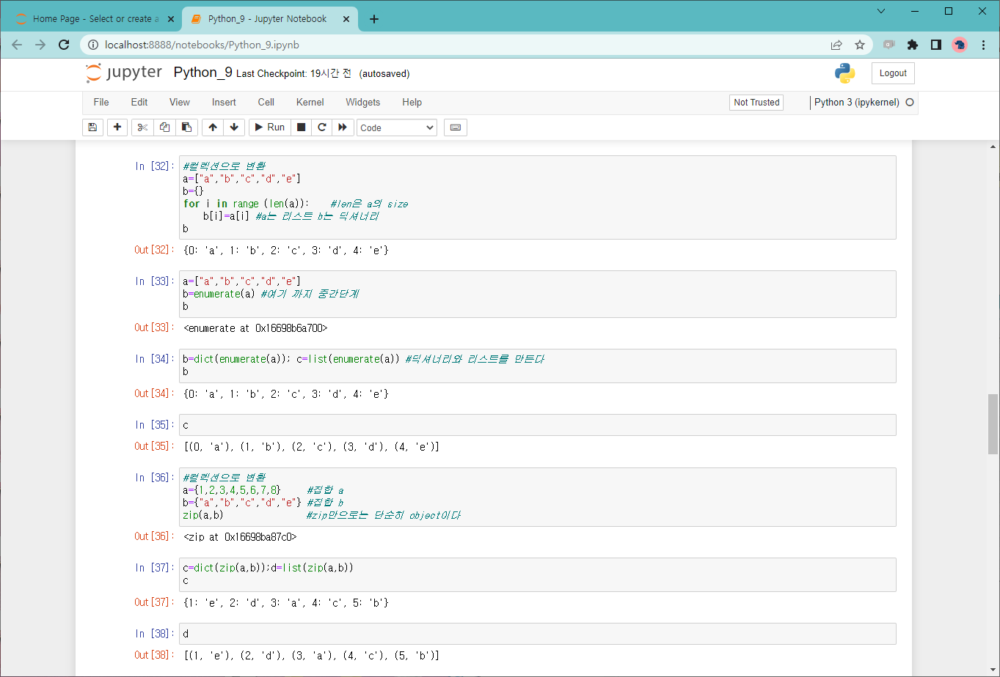 Home Page - Select or create a
Python_9 - Jupyter Notebook
localhost:8888/notebooks/Python_9.ipynb
jupyter
Python_9 Last Checkpoint: 19시간 전 (autosaved)
Logout
File Edit View Insert Cell Kernel Widgets Help
Not Trusted
Python 3 (ipykernel)
Run
Code
In [32]:
#컬렉션으로 변환
a=["a","b","c","d","e"]
b={}
for i in range (len(a)): #len은 a의 size
b[i]=a[i] #a는 리스트 b는 딕셔너리
b
Out[32]: {0: 'a', 1: 'b', 2: 'c', 3: 'd', 4: 'e'}
In [33]:
a=["a","b","c","d","e"]
b=enumerate(a) #여기 까지 중간단계
b
Out[33]: <enumerate at 0x16698b6a700>
In [34]:
b=dict(enumerate(a)); c=list(enumerate(a)) #딕셔너리와 리스트를 만든다
b
Out[34]: {0: 'a', 1: 'b', 2: 'c', 3: 'd', 4: 'e'}
In [35]: c
Out[35]: [(0, 'a'), (1, 'b'), (2, 'c'), (3, 'd'), (4, 'e')]
In [36]:
#컬렉션으로 변환
a={1,2,3,4,5,6,7,8} #집합 a
b={"a","b","c","d","e"} #집합 b
zip(a,b) #zip만으로는 단순히 object이다
Out[36]: <zip at 0x16698ba87c0>
In [37]:
c=dict(zip(a,b));d=list(zip(a,b))
c
Out[37]: {1: 'e', 2: 'd', 3: 'a', 4: 'c', 5: 'b'}
In [38]: d
Out[38]: [(1, 'e'), (2, 'd'), (3, 'a'), (4, 'c'), (5, 'b')]